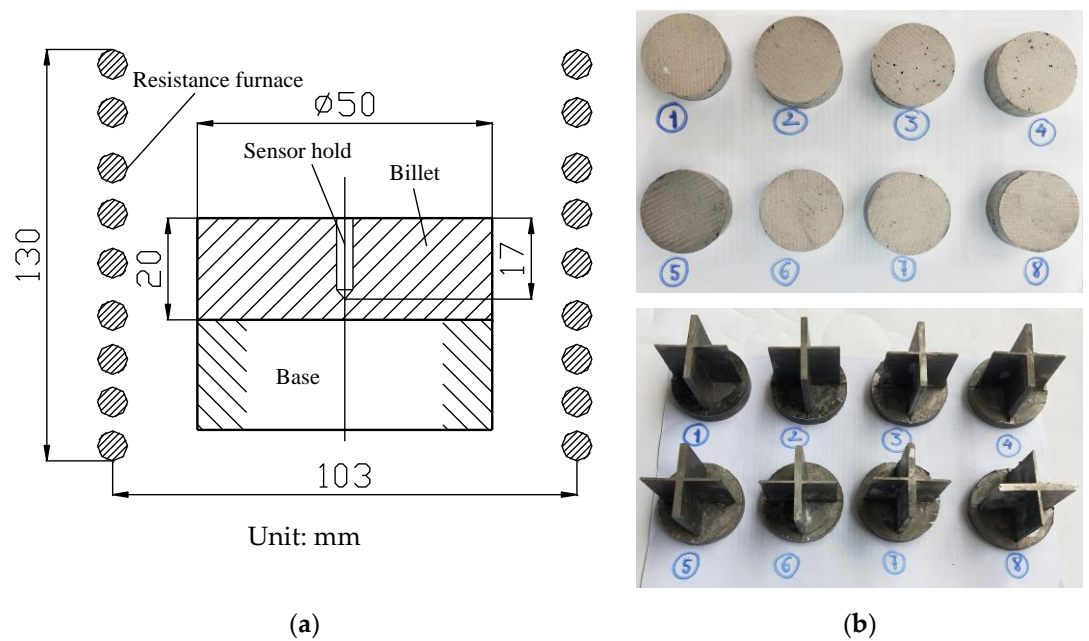 Resistance furnace
ø50
Sensor hold
Billet
130
20
17
Base
103
Unit: mm
(a)
1 2 3 4
5 6 7 8
1 2 3 4
5 6 7 8
(b)